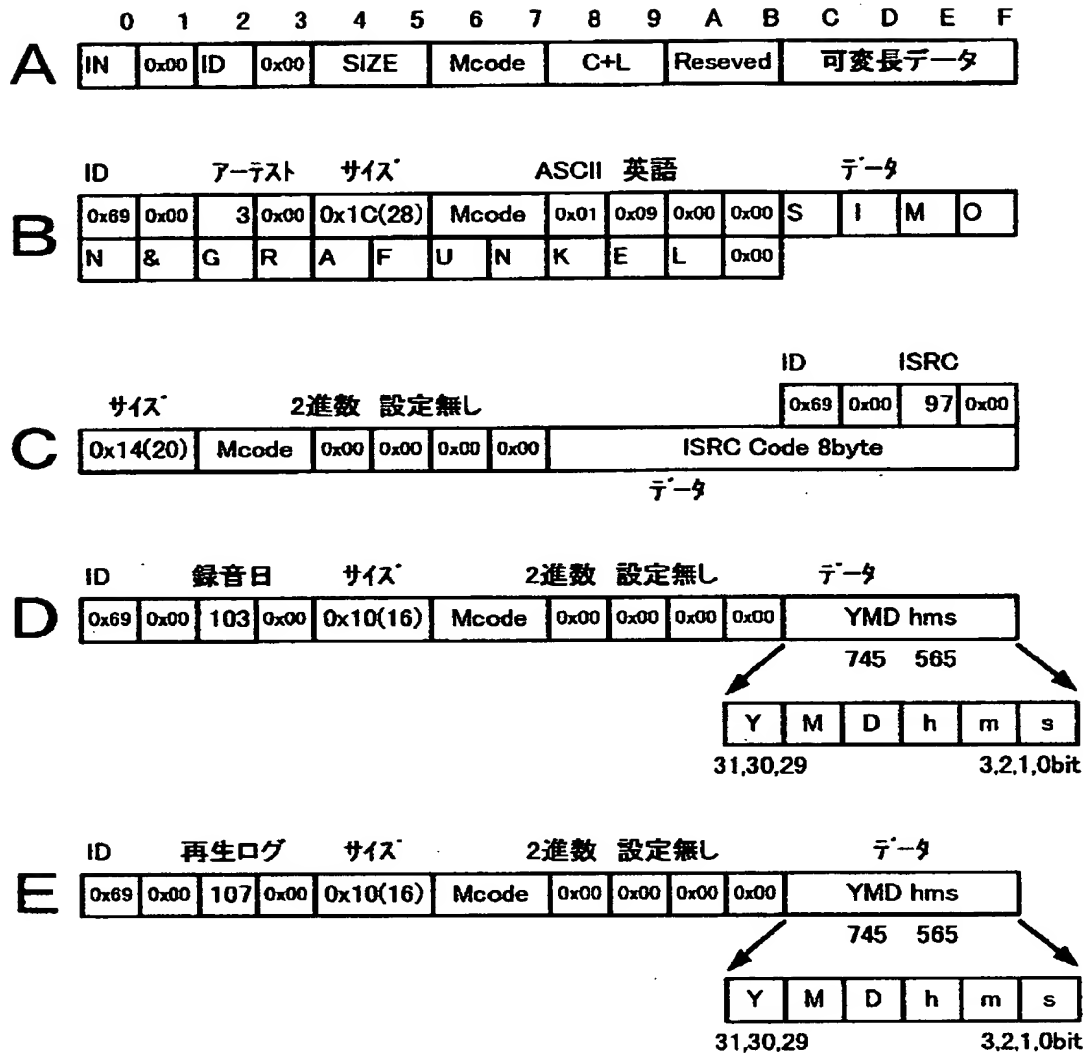 0 1 2 3 4 5 6 7 8 9 A B C D E F
A IN 0x00 ID 0x00 SIZE Mcode C+L Reseved 可変長データ
ID アーテスト サイズ ASCII 英語 データ
B 0x69 0x00 3 0x00 0x1C(28) Mcode 0x01 0x09 0x00 0x00 S I M O
N & G R A F U N K E L 0x00
ID ISRC
0x69 0x00 97 0x00
サイズ 2進数 設定無し
C 0x14(20) Mcode 0x00 0x00 0x00 0x00 ISRC Code 8byte
データ
ID 録音日 サイズ 2進数 設定無し データ
D 0x69 0x00 103 0x00 0x10(16) Mcode 0x00 0x00 0x00 0x00 YMD hms
745 565
Y M D h m s
31,30,29 3,2,1,0bit
ID 再生ログ サイズ 2進数 設定無し データ
E 0x69 0x00 107 0x00 0x10(16) Mcode 0x00 0x00 0x00 0x00 YMD hms
745 565
Y M D h m s
31,30,29 3,2,1,0bit